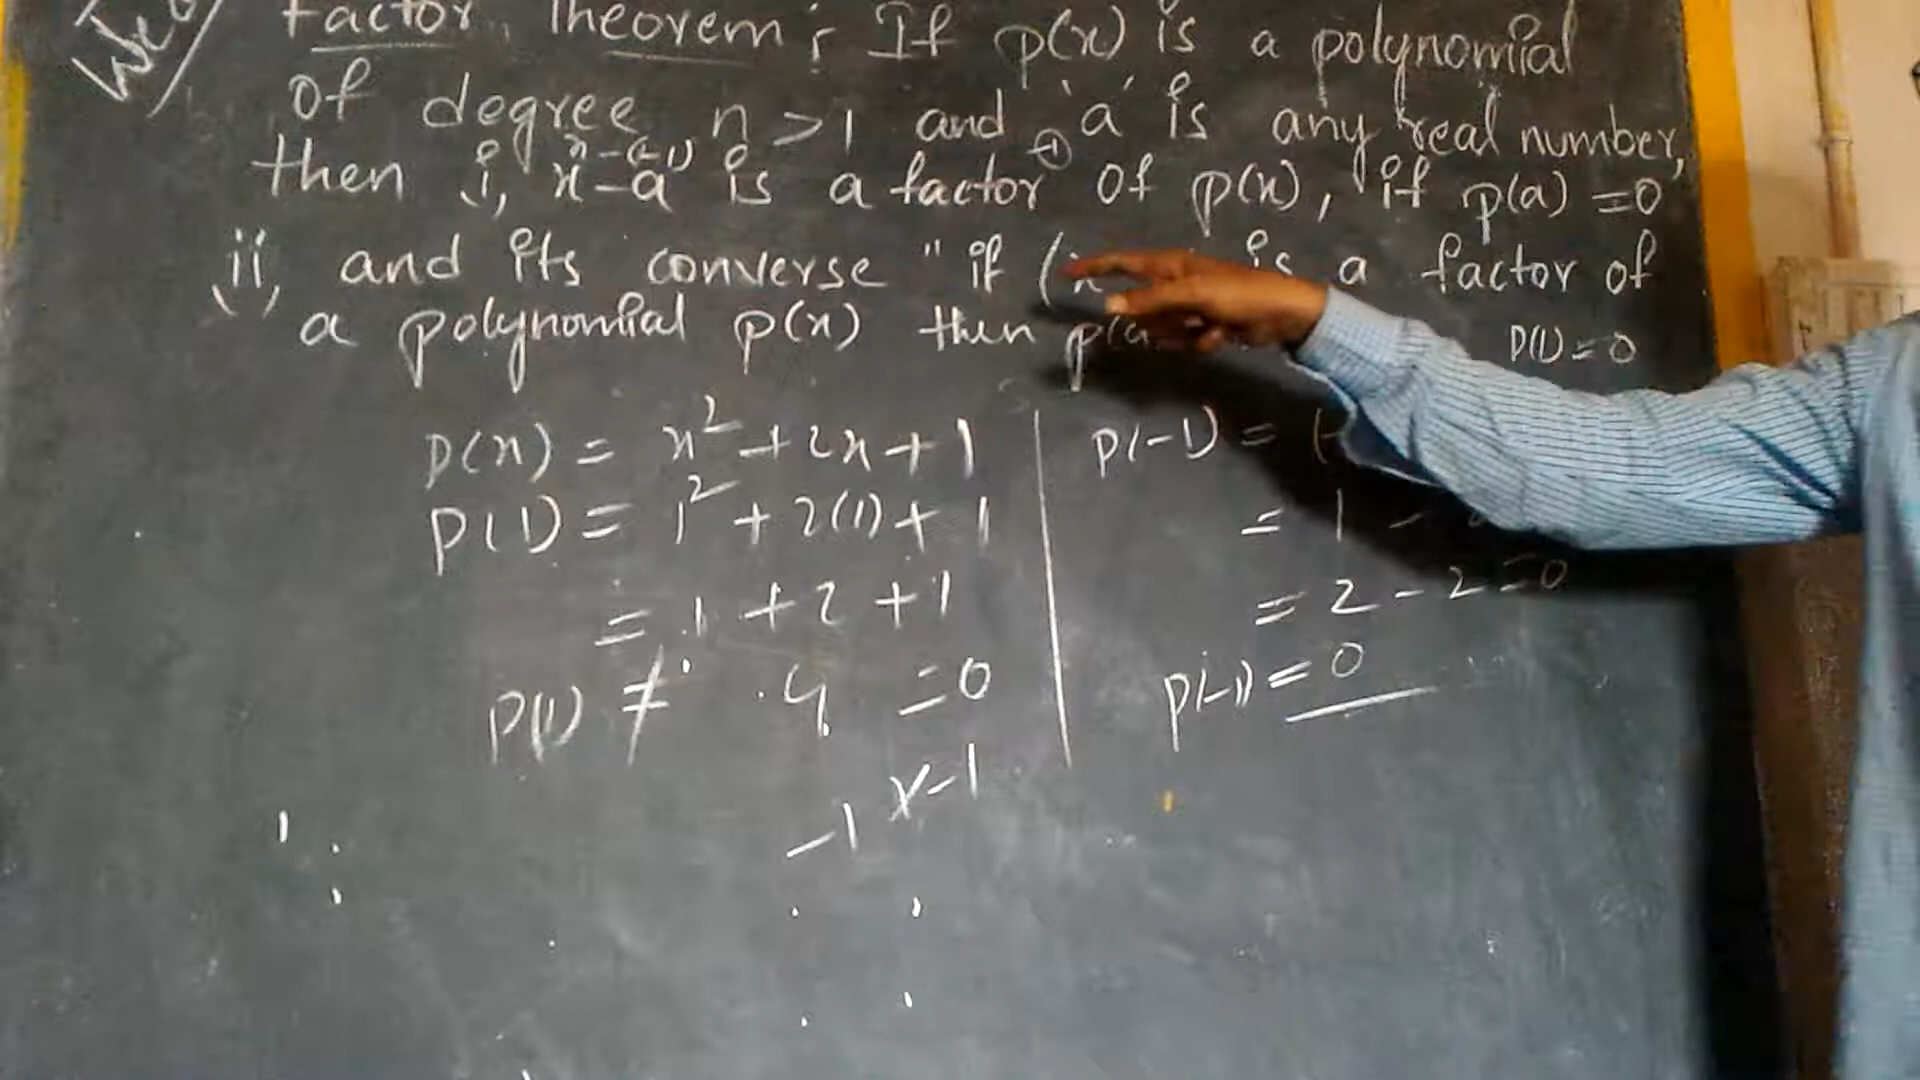 Factor Theorem : If p(x) is a polynomial
of degree n > 1 and 'a' is any real number,
x-(-1)
then i, x-a is a factor of p(x), if p(a) =0
ii, and its converse " if (x is a factor of
a polynomial p(x) then p(a
P(1)=0
p(x) = x² + 2x + 1
p(1) = 1² + 2(1) + 1
= 1 + 2 + 1
P(1) ≠ 4 =0
x-1
-1
p(-1) = (-
= 1 -
= 2 - 2 = 0
p(-1) = 0